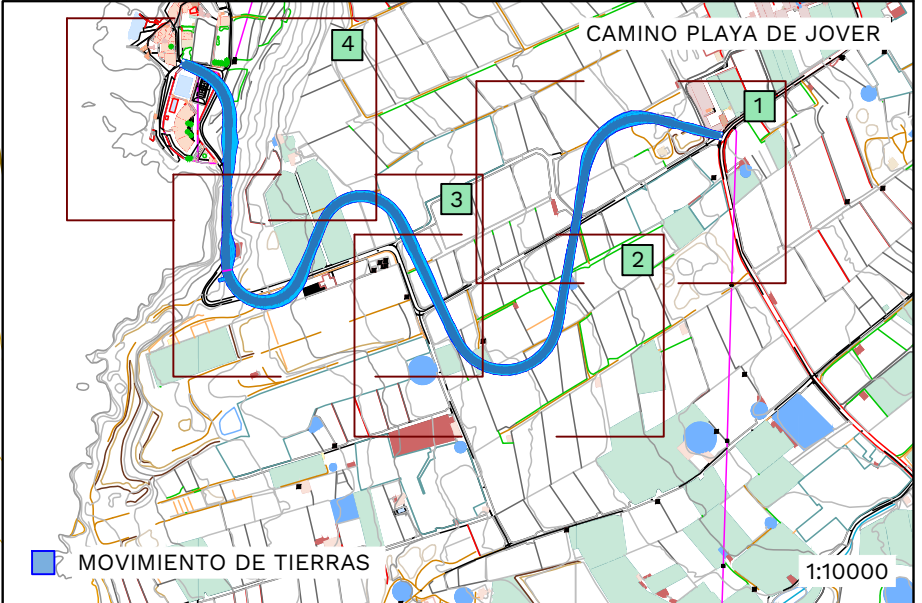 CAMINO PLAYA DE JOVER
4
1
3
2
MOVIMIENTO DE TIERRAS
1:10000